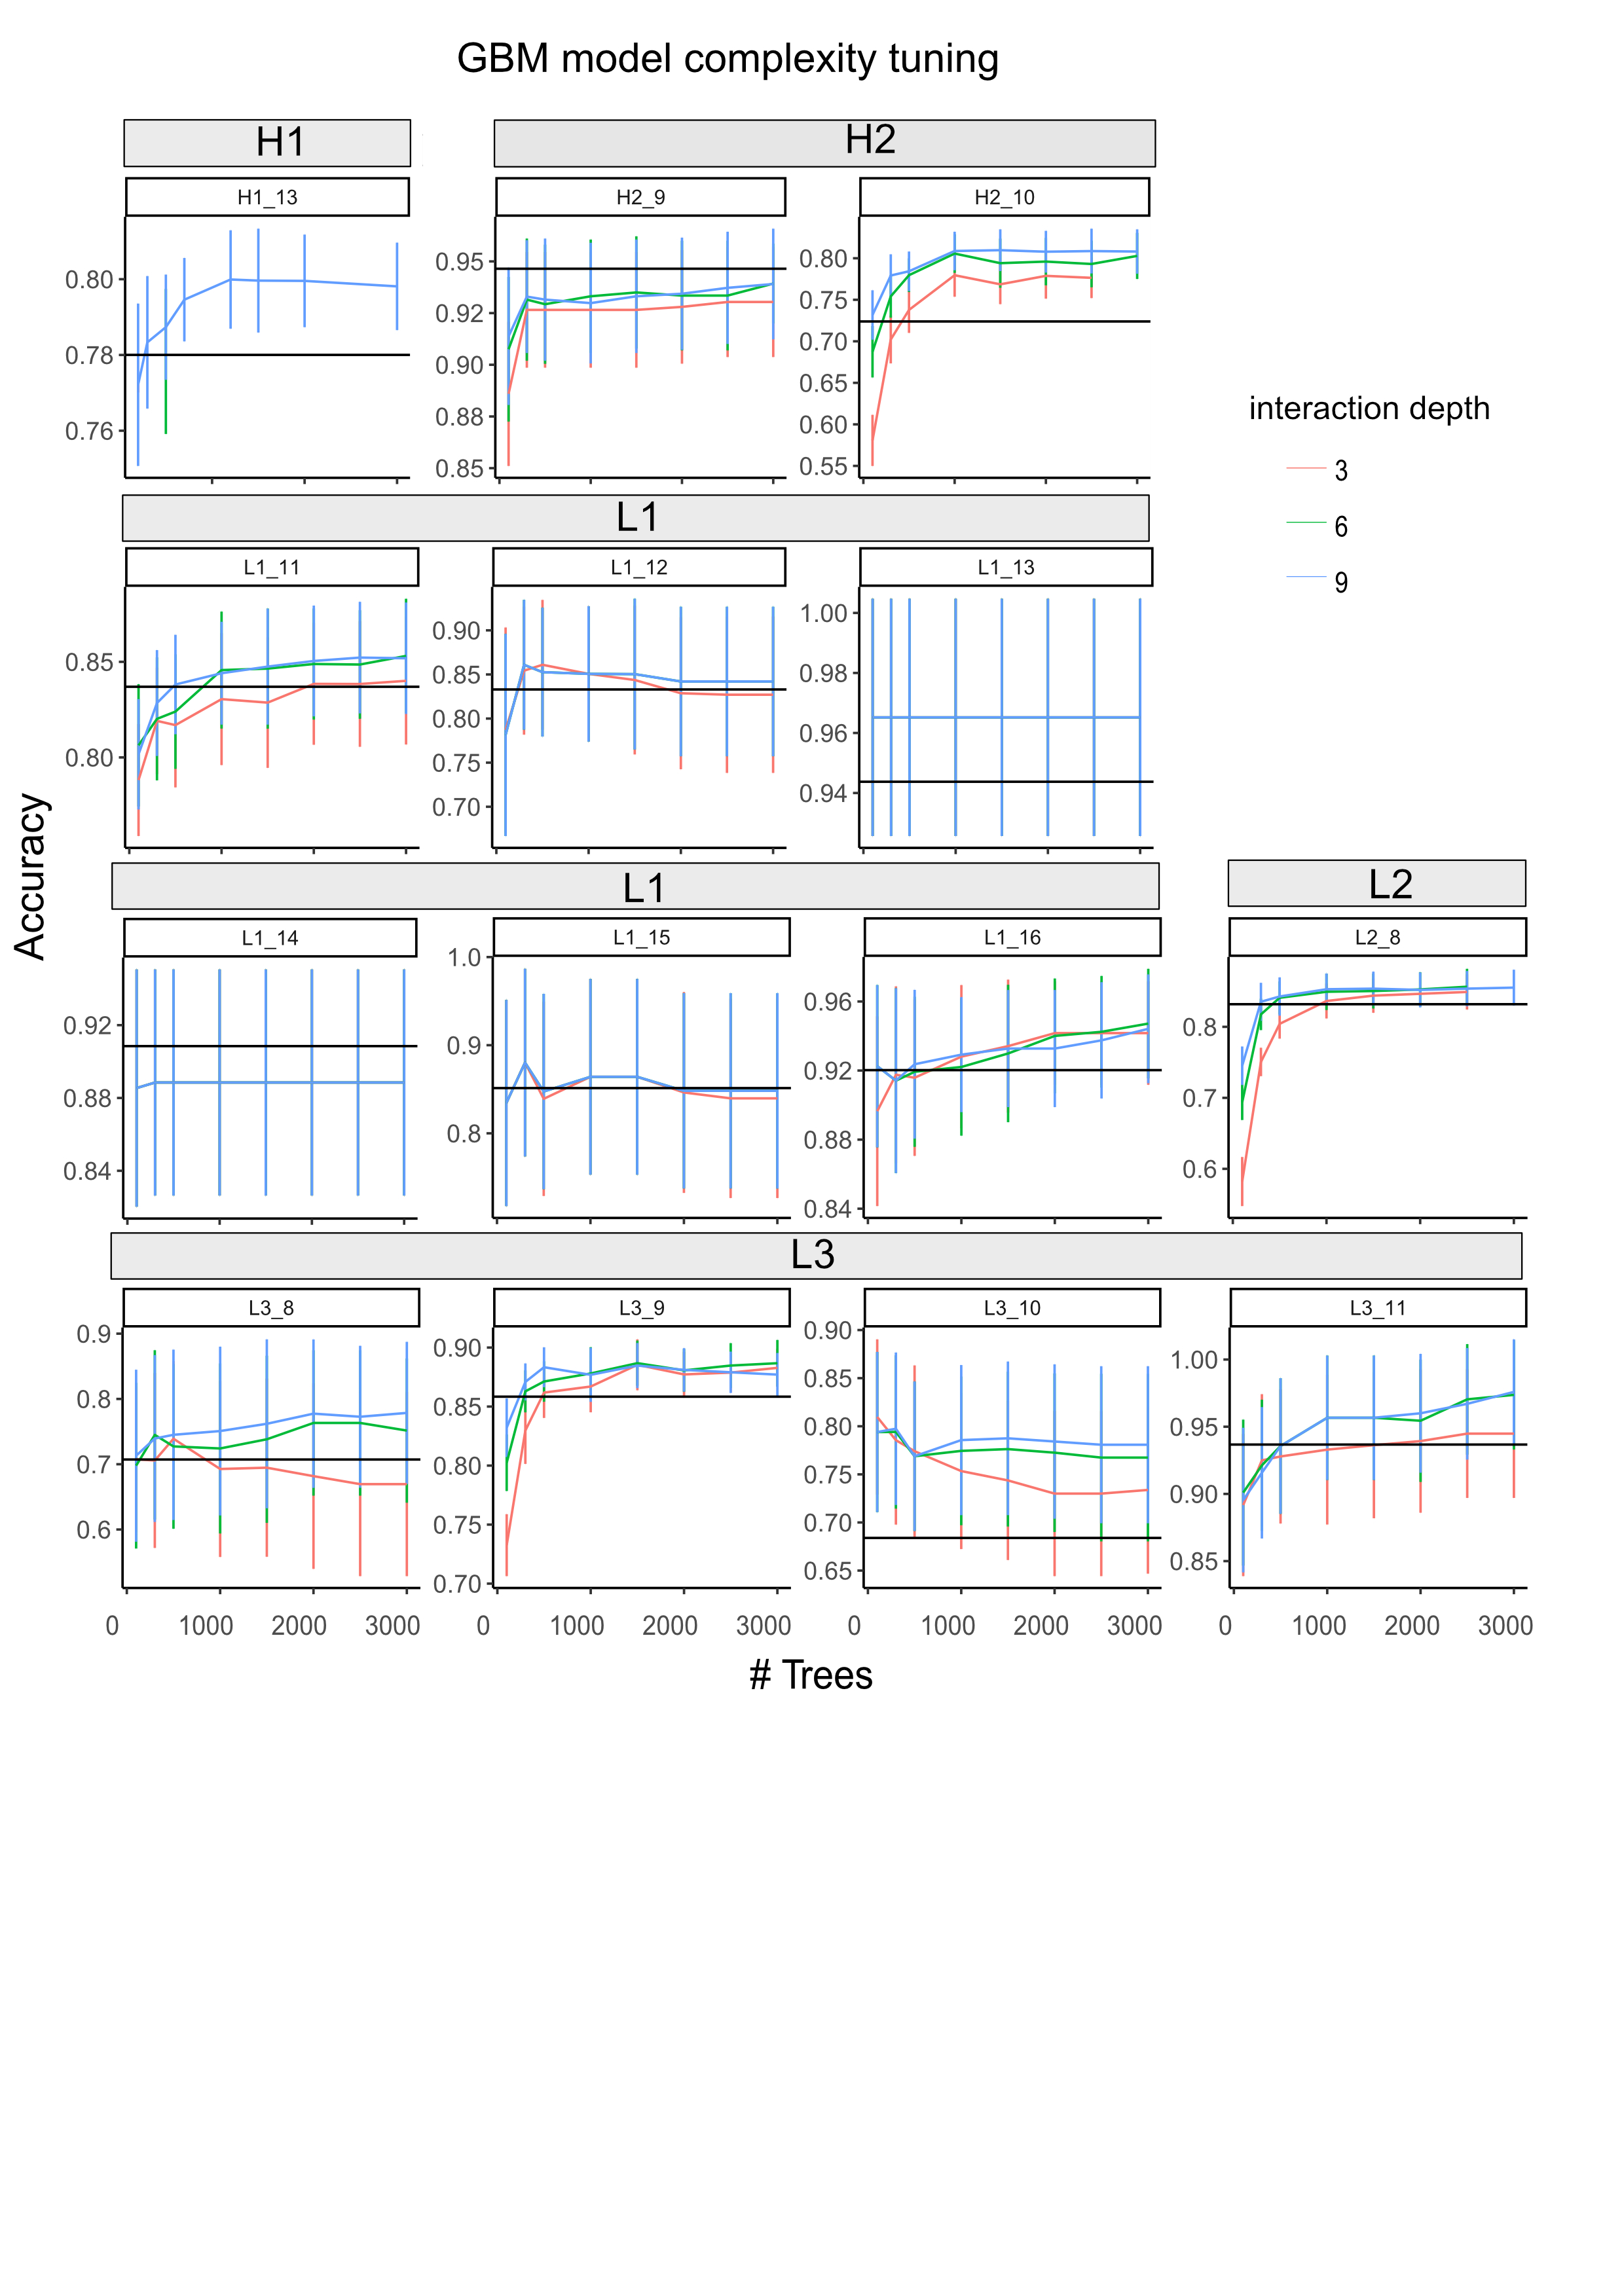 GBM model complexity tuning
H1 H2
H1_13 H2_9 H2_10
0.80 0.78 0.76
0.95 0.92 0.90 0.88 0.85
0.80 0.75 0.70 0.65 0.60 0.55
interaction depth
3
6
9
L1
L1_11 L1_12 L1_13
0.85 0.80
0.90 0.85 0.80 0.75 0.70
1.00 0.98 0.96 0.94
Accuracy
L1 L2
L1_14 L1_15 L1_16 L2_8
0.92 0.88 0.84
1.0 0.9 0.8
0.96 0.92 0.88 0.84
0.8 0.7 0.6
L3
L3_8 L3_9 L3_10 L3_11
0.9 0.8 0.7 0.6
0.90 0.85 0.80 0.75 0.70
0.90 0.85 0.80 0.75 0.70 0.65
1.00 0.95 0.90 0.85
0 1000 2000 3000 0 1000 2000 3000 0 1000 2000 3000 0 1000 2000 3000
# Trees